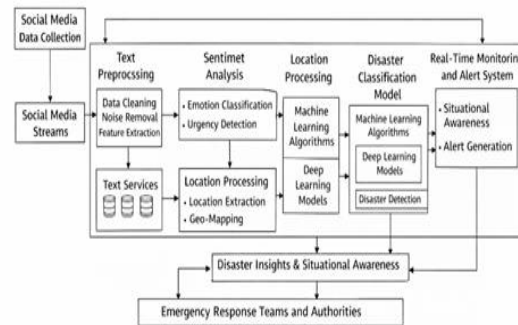 Social Media
Data Collection
Social Media
Streams
Text
Preprocssing
Data Cleaning
Noise Removal
Feature Extraction
Text Services
Sentimet
Analysis
• Emotion Classification
• Urgency Detection
Location Processing
• Location Extraction
• Geo-Mapping
Location
Processing
Machine
Learning
Algorithms
Deep
Learning
Models
Disaster
Classification
Model
Machine Learning
Algorithms
Deep Learning
Models
Disaster Detection
Real-Time Monitorin
and Alert System
• Situational
Awareness
• Alert Generation
Disaster Insights & Situational Awareness
Emergency Response Teams and Authorities